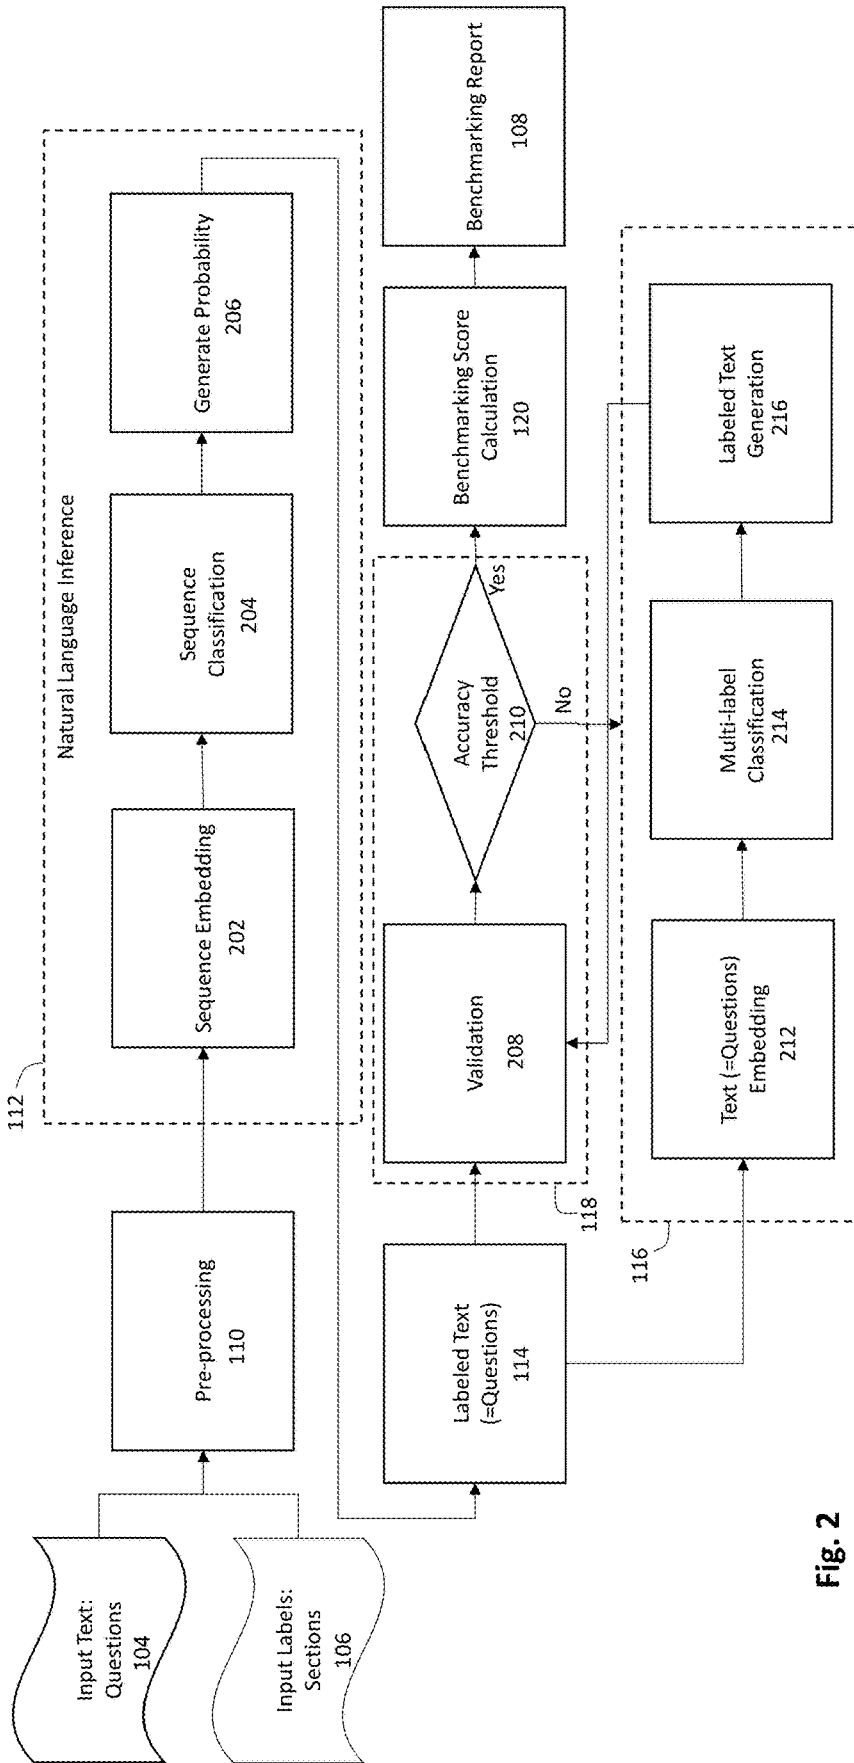 Input Text:
Questions
104
Input Labels:
Sections
106
Pre-processing
110
112
Natural Language Inference
Sequence Embedding
202
Sequence
Classification
204
Generate Probability
206
Labeled Text
(=Questions)
114
118
Validation
208
Accuracy
Threshold
210
Yes
No
Benchmarking Score
Calculation
120
Benchmarking Report
108
116
Text (=Questions)
Embedding
212
Multi-label
Classification
214
Labeled Text
Generation
216
Fig. 2